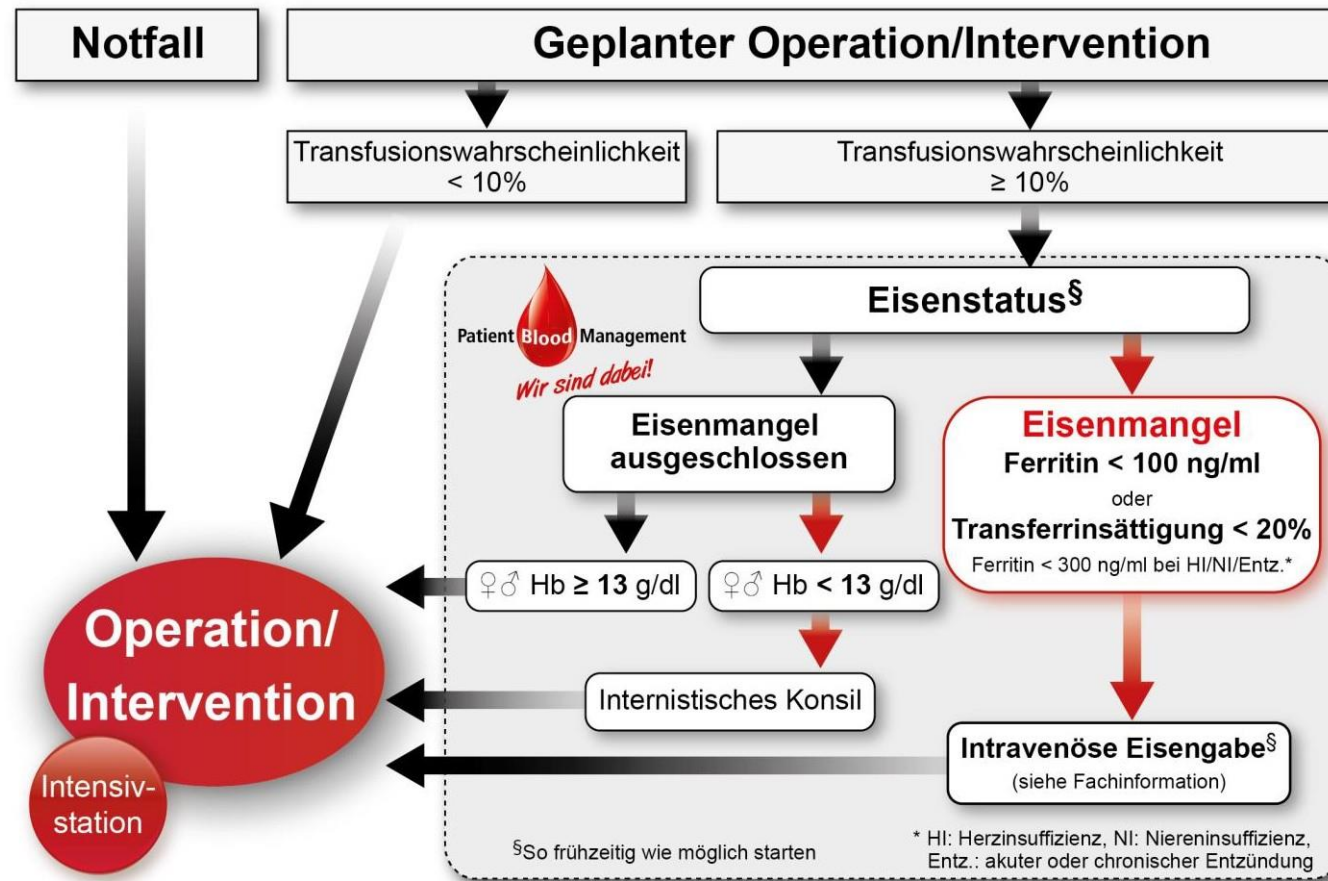 Notfall
Geplanter Operation/Intervention
Transfusionswahrscheinlichkeit
< 10%
Transfusionswahrscheinlichkeit
≥ 10%
Eisenstatus§
Patient Blood Management
Wir sind dabei!
Eisenmangel
ausgeschlossen
Eisenmangel
Ferritin < 100 ng/ml
oder
Transferrinsättigung < 20%
Ferritin < 300 ng/ml bei HI/NI/Entz.*
♀♂ Hb ≥ 13 g/dl
♀♂ Hb < 13 g/dl
Operation/
Intervention
Internistisches Konsil
Intravenöse Eisengabe§
(siehe Fachinformation)
Intensiv-
station
§So frühzeitig wie möglich starten
* HI: Herzinsuffizienz, NI: Niereninsuffizienz,
Entz.: akuter oder chronischer Entzündung